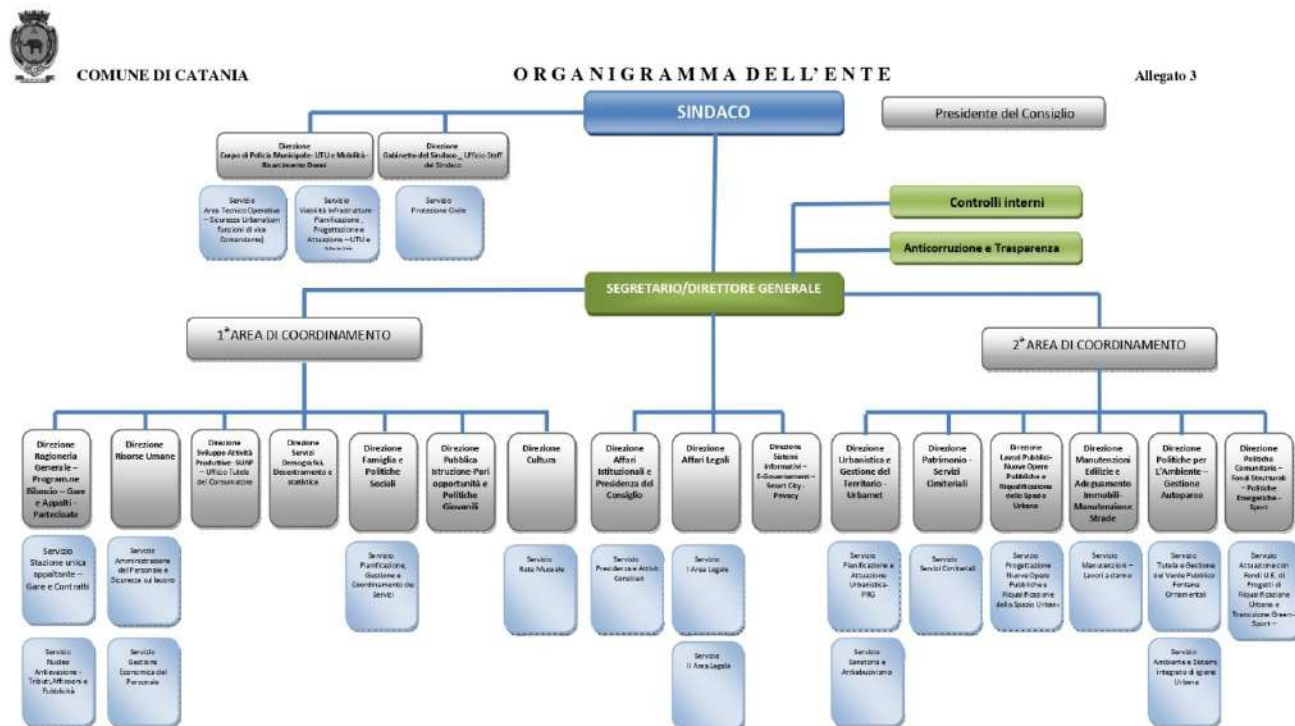 COMUNE DI CATANIA
ORGANIGRAMMA DELL'ENTE
Allegato 3
SINDACO
Presidente del Consiglio
Direzione
Corpo di Polizia Municipale- UTU e Mobilità -
Risarcimento Danni
Direzione
Gabinetto del Sindaco _ Ufficio Staff
del Sindaco
Servizio
Area Tecnico Operativa
– Sicurezza Urbana(con
funzioni di vice
Comandante)
Servizio
Viabilità Infrastrutture
Pianificazione,
Progettazione e
Attuazione – UTU e
Servizio
Protezione Civile
Controlli interni
Anticorruzione e Trasparenza
SEGRETARIO/DIRETTORE GENERALE
1^ AREA DI COORDINAMENTO
2^ AREA DI COORDINAMENTO
Direzione
Ragioneria
Generale –
Program.ne
Bilancio – Gare
e Appalti -
Partecipate
Direzione
Risorse Umane
Direzione
Sviluppo Attività
Produttive- SUAP
– Ufficio Tutela
del Consumatore
Direzione
Servizi
Demografici,
Decentramento e
statistica
Direzione
Famiglia e
Politiche
Sociali
Direzione
Pubblica
Istruzione-Pari
opportunità e
Politiche
Giovanili
Direzione
Cultura
Direzione
Affari
Istituzionali e
Presidenza del
Consiglio
Direzione
Affari Legali
Direzione
Sistemi
Informativi –
E-Governament –
Smart City -
Privacy
Direzione
Urbanistica e
Gestione del
Territorio -
Urbamet
Direzione
Patrimonio -
Servizi
Cimiteriali
Direzione
Lavori Pubblici-
Nuove Opere
Pubbliche e
Riqualificazione
dello Spazio
Urbano
Direzione
Manutenzioni
Edilizie e
Adeguamento
Immobili-
Manutenzione
Strade
Direzione
Politiche per
L'Ambiente –
Gestione
Autoparco
Direzione
Politiche
Comunitarie –
Fondi Strutturali
– Politiche
Energetiche -
Sport
Servizio
Stazione unica
appaltante –
Gare e Contratti
Servizio
Amministrazione
del Personale e
Sicurezza sul lavoro
Servizio
Pianificazione,
Gestione e
Coordinamento dei
Servizi
Servizio
Rete Museale
Servizio
Presidenza e Attività
Consiliari
Servizio
I Area Legale
Servizio
Pianificazione e
Attuazione
Urbanistica-
PRG
Servizio
Servizi Cimiteriali
Servizio
Progettazione
Nuove Opere
Pubbliche e
Riqualificazione
dello Spazio Urbano
Servizio
Manutenzioni –
Lavori a danno
Servizio
Tutela e Gestione
del Verde Pubblico
Fontane
Ornamentali
Servizio
Attuazione con
Fondi U.E. di
Progetti di
Riqualificazione
Urbana e
Transizione Green –
Sport –
Servizio
Nucleo
Antievasione -
Tributi, Affissioni e
Pubblicità
Servizio
Gestione
Economica del
Personale
Servizio
II Area Legale
Servizio
Sanatoria e
Antiabusivismo
Servizio
Ambiente e Sistemi
integrato di igiene
Urbana